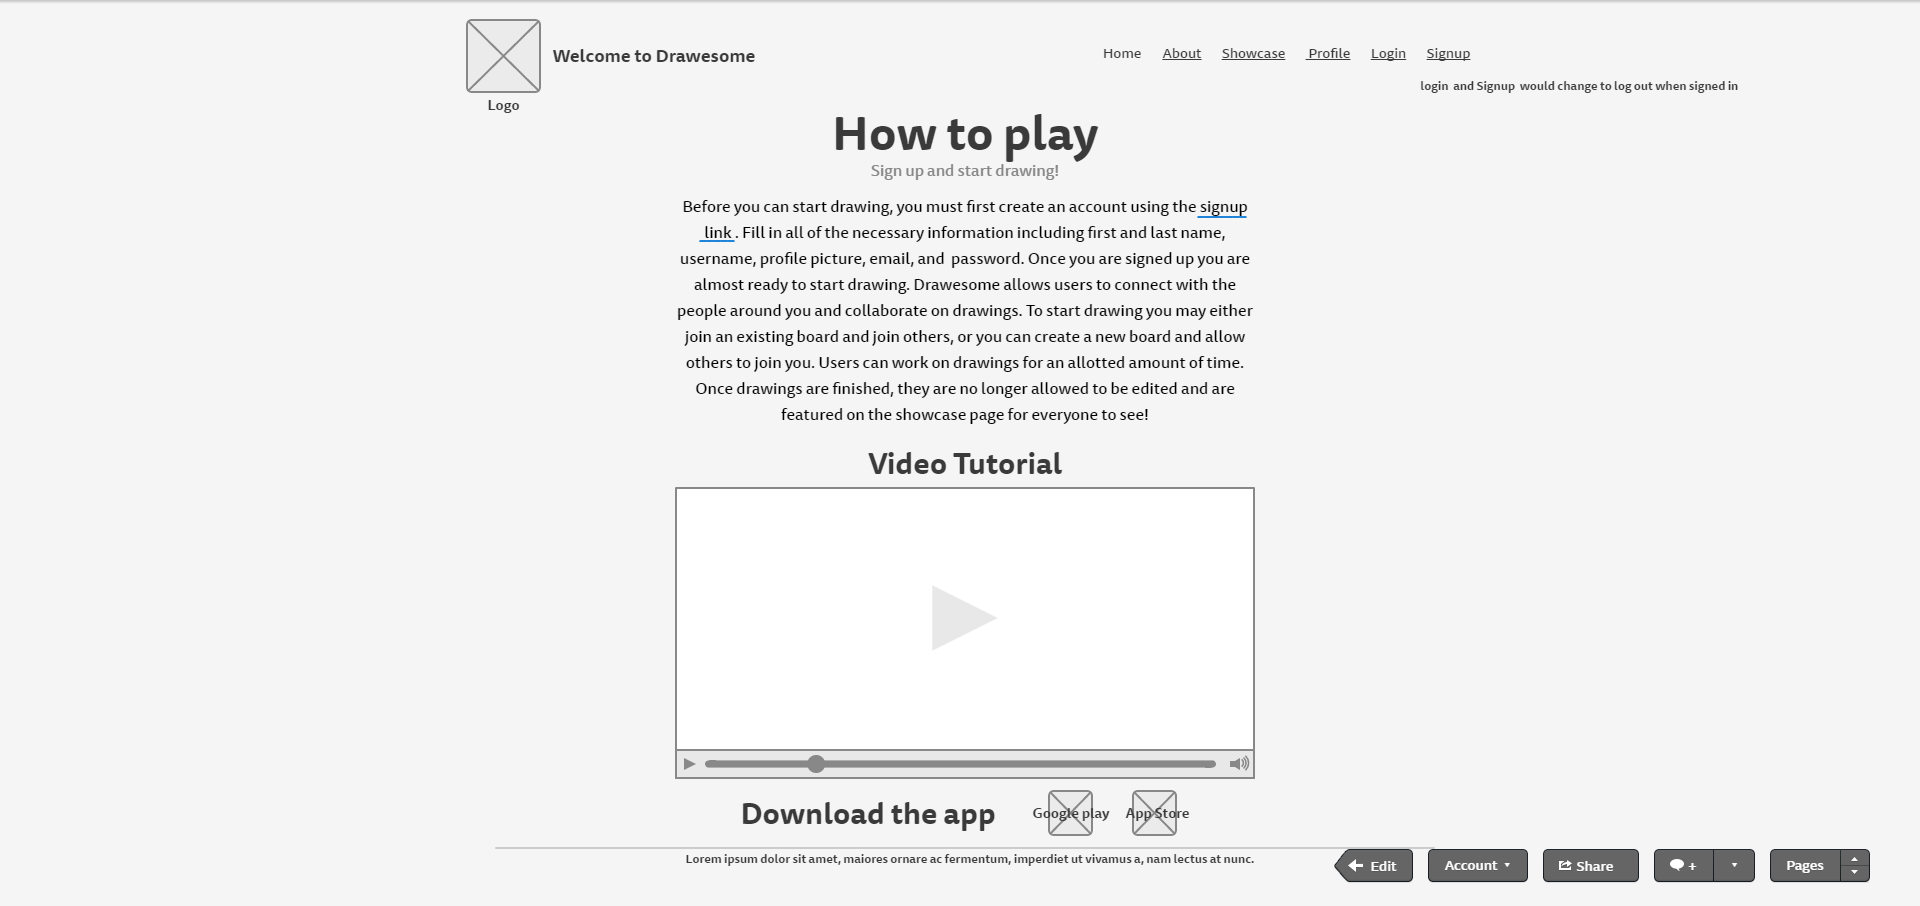 Welcome to Drawesome
Home About Showcase Profile Login Signup
login and Signup would change to log out when signed in
Logo
How to play
Sign up and start drawing!
Before you can start drawing, you must first create an account using the signup
link . Fill in all of the necessary information including first and last name,
username, profile picture, email, and password. Once you are signed up you are
almost ready to start drawing. Drawesome allows users to connect with the
people around you and collaborate on drawings. To start drawing you may either
join an existing board and join others, or you can create a new board and allow
others to join you. Users can work on drawings for an allotted amount of time.
Once drawings are finished, they are no longer allowed to be edited and are
featured on the showcase page for everyone to see!
Video Tutorial
Download the app Google play App Store
Lorem ipsum dolor sit amet, maiores ornare ac fermentum, imperdiet ut vivamus a, nam lectus at nunc.
Edit Account Share + Pages